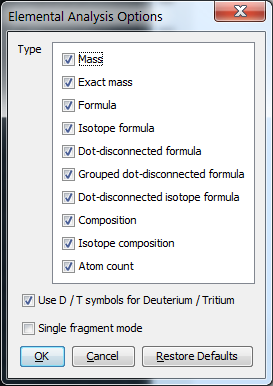 Elemental Analysis Options
Type
Mass
Exact mass
Formula
Isotope formula
Dot-disconnected formula
Grouped dot-disconnected formula
Dot-disconnected isotope formula
Composition
Isotope composition
Atom count
Use D / T symbols for Deuterium / Tritium
Single fragment mode
OK Cancel Restore Defaults